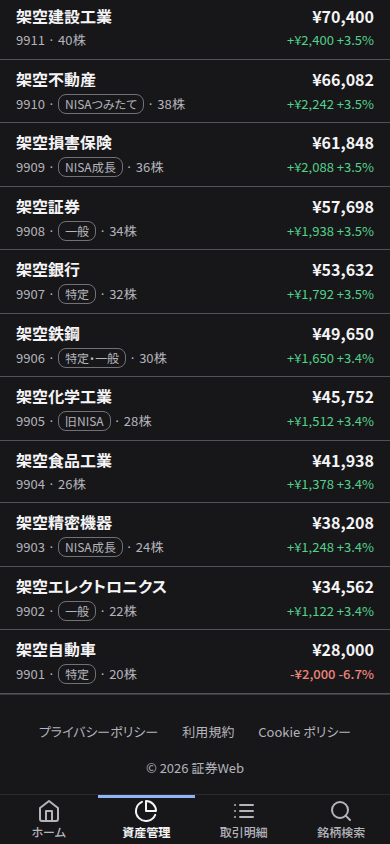 架空建設工業 ¥70,400
9911 · 40株 +¥2,400 +3.5%
架空不動産 ¥66,082
9910 · NISAつみたて · 38株 +¥2,242 +3.5%
架空損害保険 ¥61,848
9909 · NISA成長 · 36株 +¥2,088 +3.5%
架空証券 ¥57,698
9908 · 一般 · 34株 +¥1,938 +3.5%
架空銀行 ¥53,632
9907 · 特定 · 32株 +¥1,792 +3.5%
架空鉄鋼 ¥49,650
9906 · 特定・一般 · 30株 +¥1,650 +3.4%
架空化学工業 ¥45,752
9905 · 旧NISA · 28株 +¥1,512 +3.4%
架空食品工業 ¥41,938
9904 · 26株 +¥1,378 +3.4%
架空精密機器 ¥38,208
9903 · NISA成長 · 24株 +¥1,248 +3.4%
架空エレクトロニクス ¥34,562
9902 · 一般 · 22株 +¥1,122 +3.4%
架空自動車 ¥28,000
9901 · 特定 · 20株 -¥2,000 -6.7%
プライバシーポリシー 利用規約 Cookie ポリシー
© 2026 証券Web
ホーム 資産管理 取引明細 銘柄検索